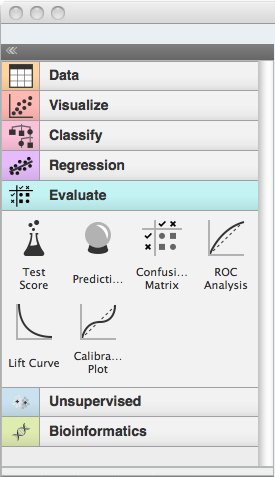 Data
Visualize
Classify
Regression
Evaluate
Test Score
Predicti...
Confusi... Matrix
ROC Analysis
Lift Curve
Calibra... Plot
Unsupervised
Bioinformatics